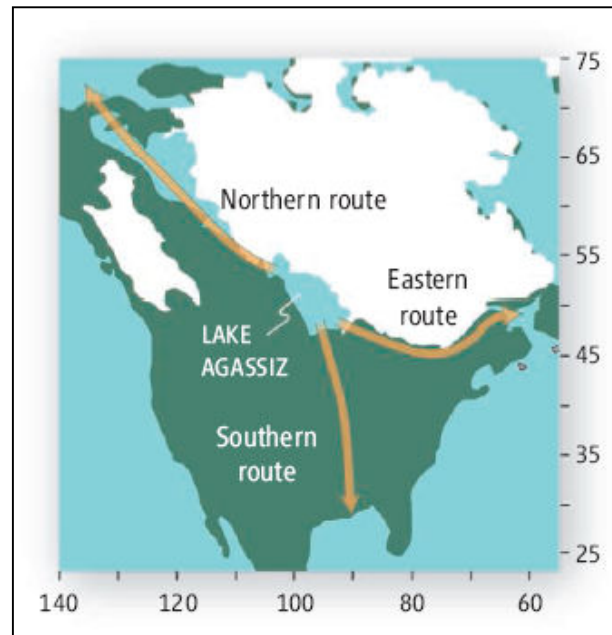 75
65
Northern route
55
Eastern
route
LAKE
AGASSIZ
45
Southern
route
35
25
140 120 100 80 60